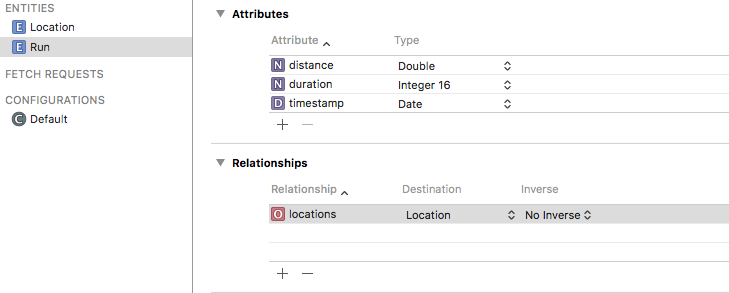 ENTITIES
E Location
E Run
FETCH REQUESTS
CONFIGURATIONS
C Default
Attributes
Attribute Type
N distance Double
N duration Integer 16
D timestamp Date
+ −
Relationships
Relationship Destination Inverse
O locations Location No Inverse
+ −